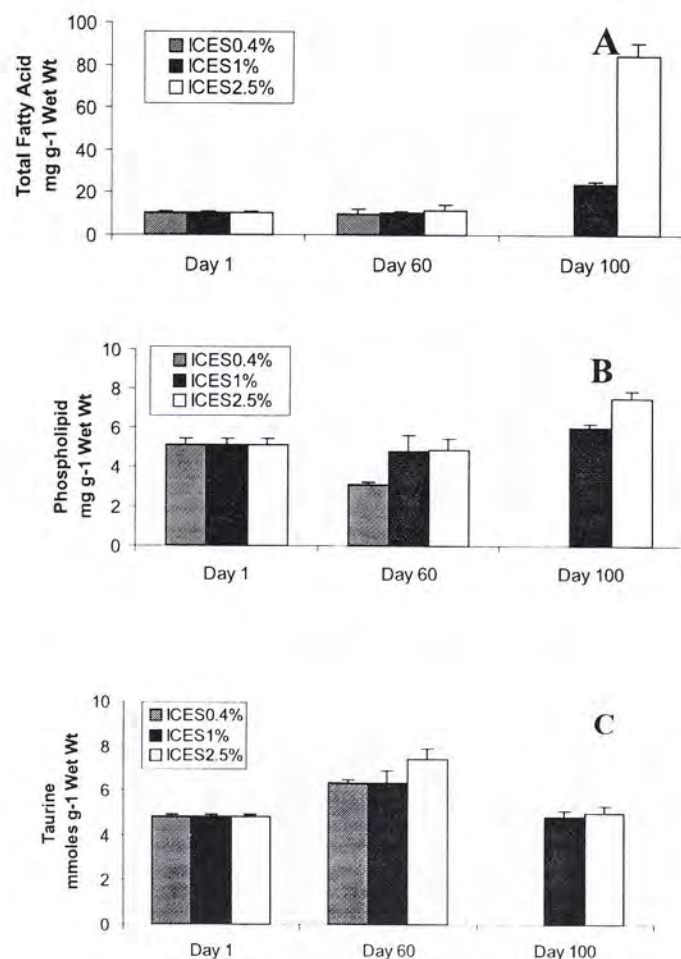 Total Fatty Acid
mg g-1 Wet Wt
100
80
60
40
20
0
ICES0.4%
ICES1%
ICES2.5%
A
Day 1
Day 60
Day 100
Phospholipid
mg g-1 Wet Wt
10
8
6
4
2
0
ICES0.4%
ICES1%
ICES2.5%
B
Day 1
Day 60
Day 100
Taurine
mmoles g-1 Wet Wt
10
8
6
4
2
0
ICES0.4%
ICES1%
ICES2.5%
C
Day 1
Day 60
Day 100